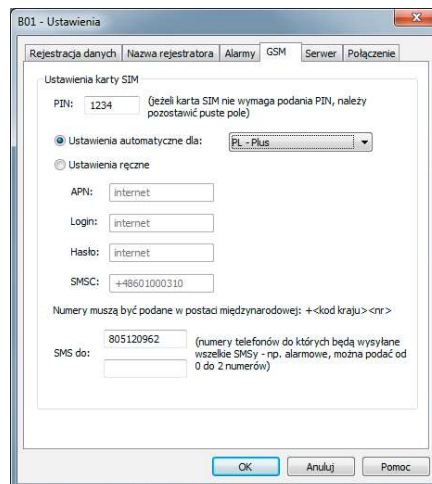 B01 - Ustawienia
Rejestracja danych Nazwa rejestratora Alarmy GSM Serwer Połączenie
Ustawienia karty SIM
PIN: 1234 (jeżeli karta SIM nie wymaga podania PIN, należy
pozostawić puste pole)
Ustawienia automatyczne dla: PL - Plus
Ustawienia ręczne
APN: internet
Login: internet
Hasło: internet
SMSC: +48601000310
Numery muszą być podane w postaci międzynarodowej: +<kod kraju><nr>
805120962
SMS do: (numery telefonów do których będą wysyłane
wszelkie SMSy - np. alarmowe, można podać od
0 do 2 numerów)
OK Anuluj Pomoc